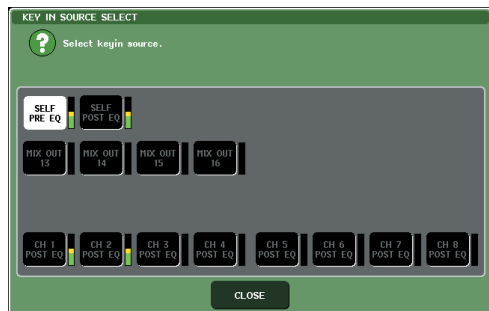 KEY IN SOURCE SELECT
?
Select keyin source.
SELF PRE EQ
SELF POST EQ
MIX OUT 13
MIX OUT 14
MIX OUT 15
MIX OUT 16
CH 1 POST EQ
CH 2 POST EQ
CH 3 POST EQ
CH 4 POST EQ
CH 5 POST EQ
CH 6 POST EQ
CH 7 POST EQ
CH 8 POST EQ
CLOSE